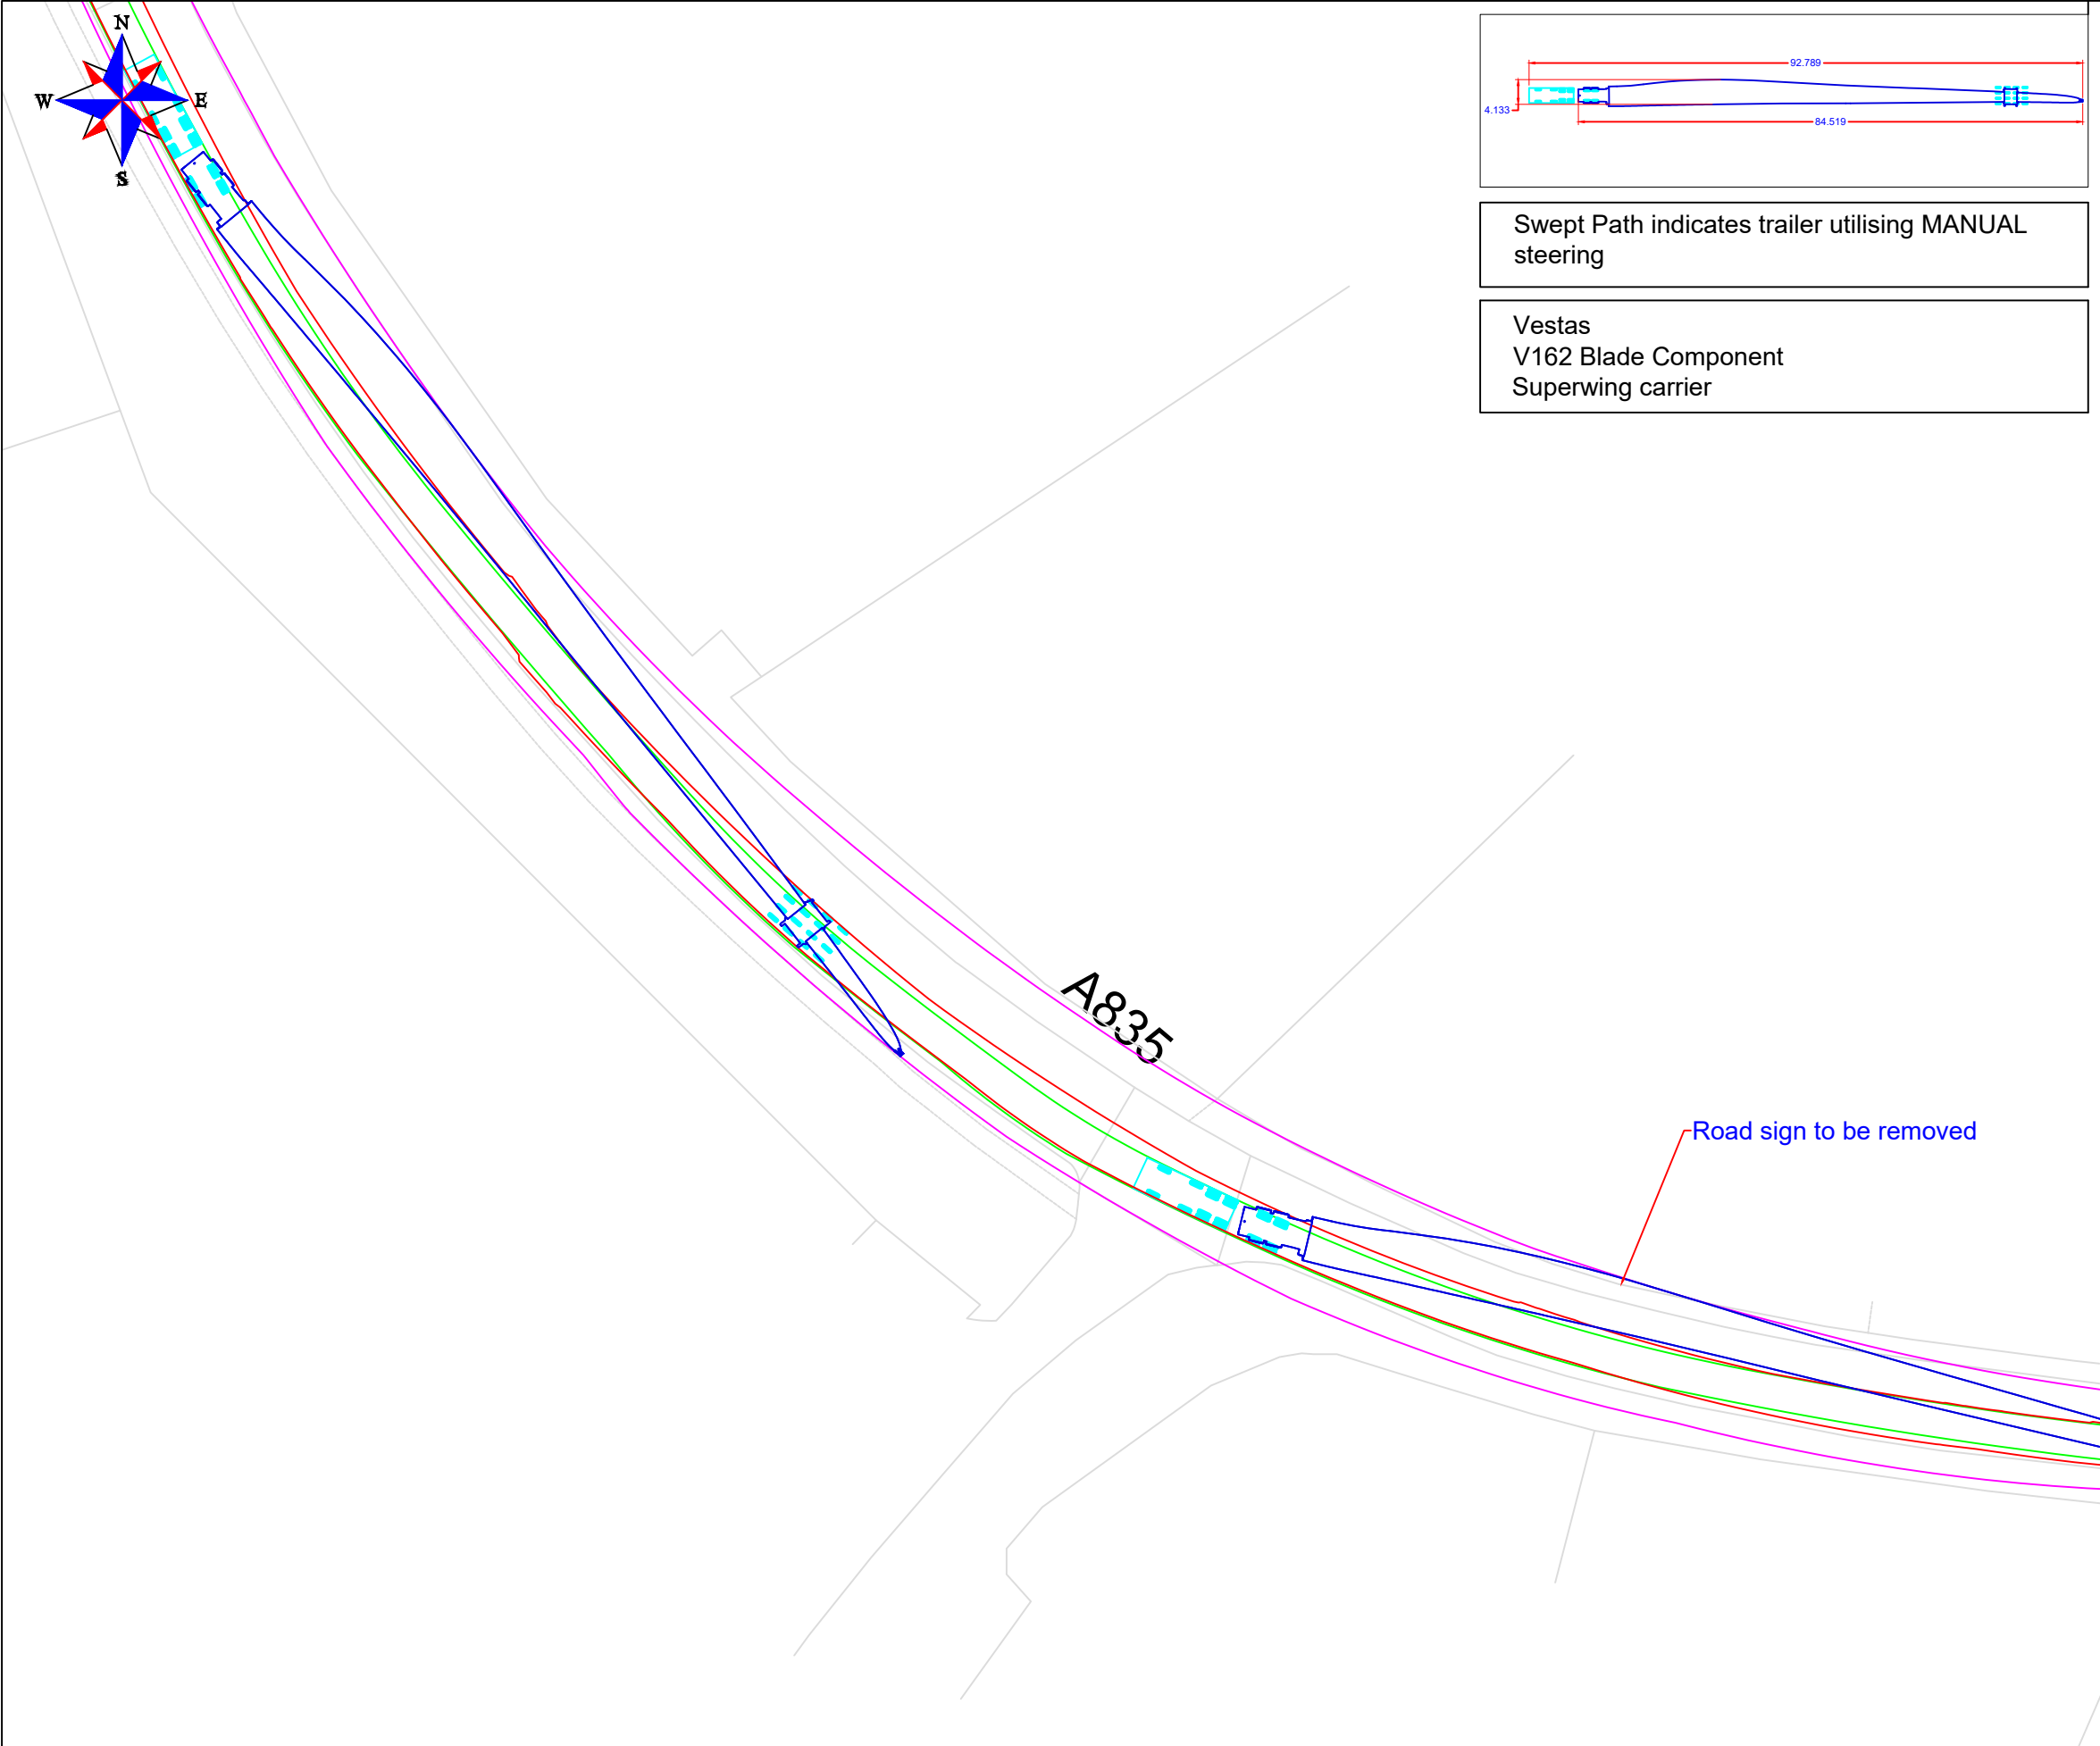 N
W
E
S
92.789
4.133
84.519
Swept Path indicates trailer utilising MANUAL
steering
Vestas
V162 Blade Component
Superwing carrier
A835
Road sign to be removed